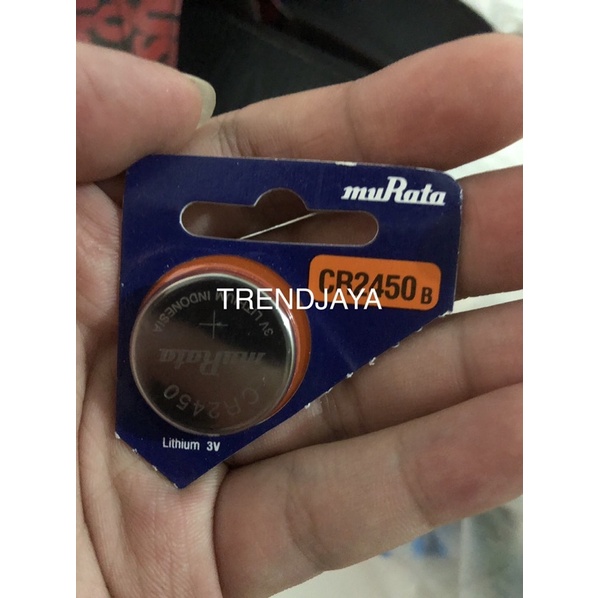 muRata
CR2450 B
TRENDJAYA
3V LITHIUM INDONESIA
+
muRata
CR2450
Lithium 3V